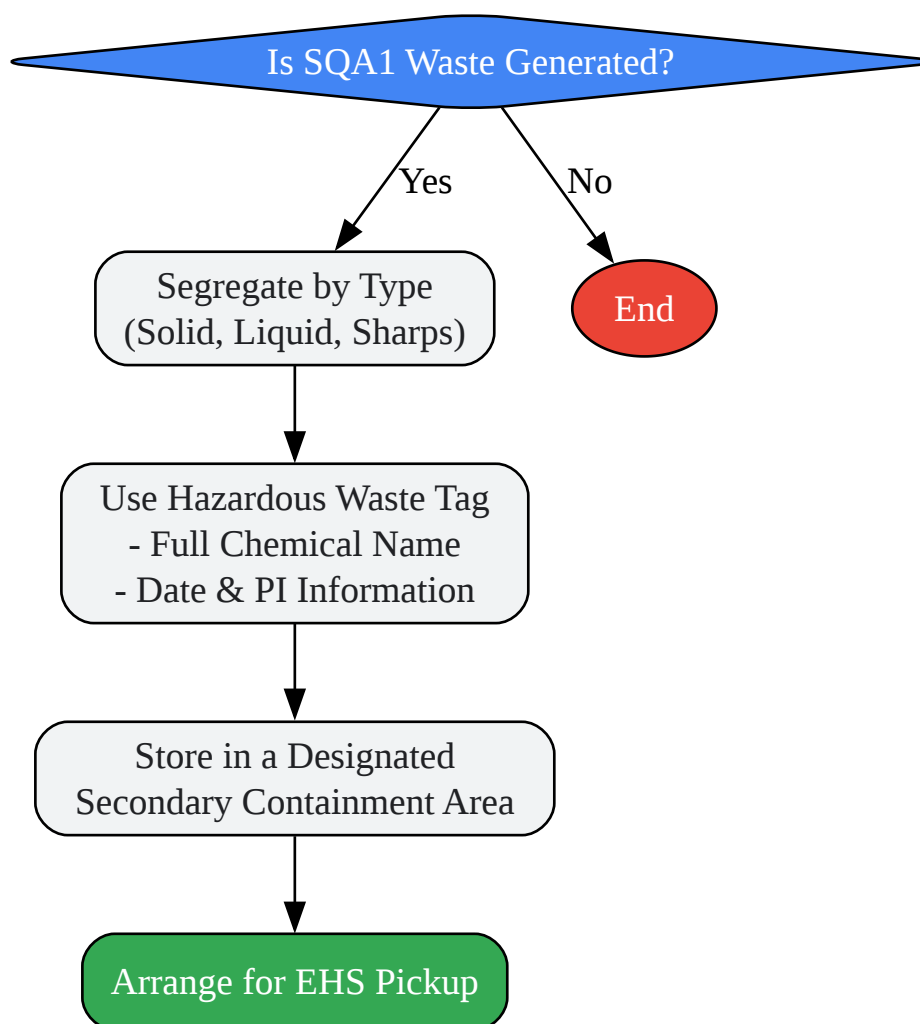 Is SQA1 Waste Generated?
Yes
No
Segregate by Type
(Solid, Liquid, Sharps)
End
Use Hazardous Waste Tag
- Full Chemical Name
- Date & PI Information
Store in a Designated
Secondary Containment Area
Arrange for EHS Pickup